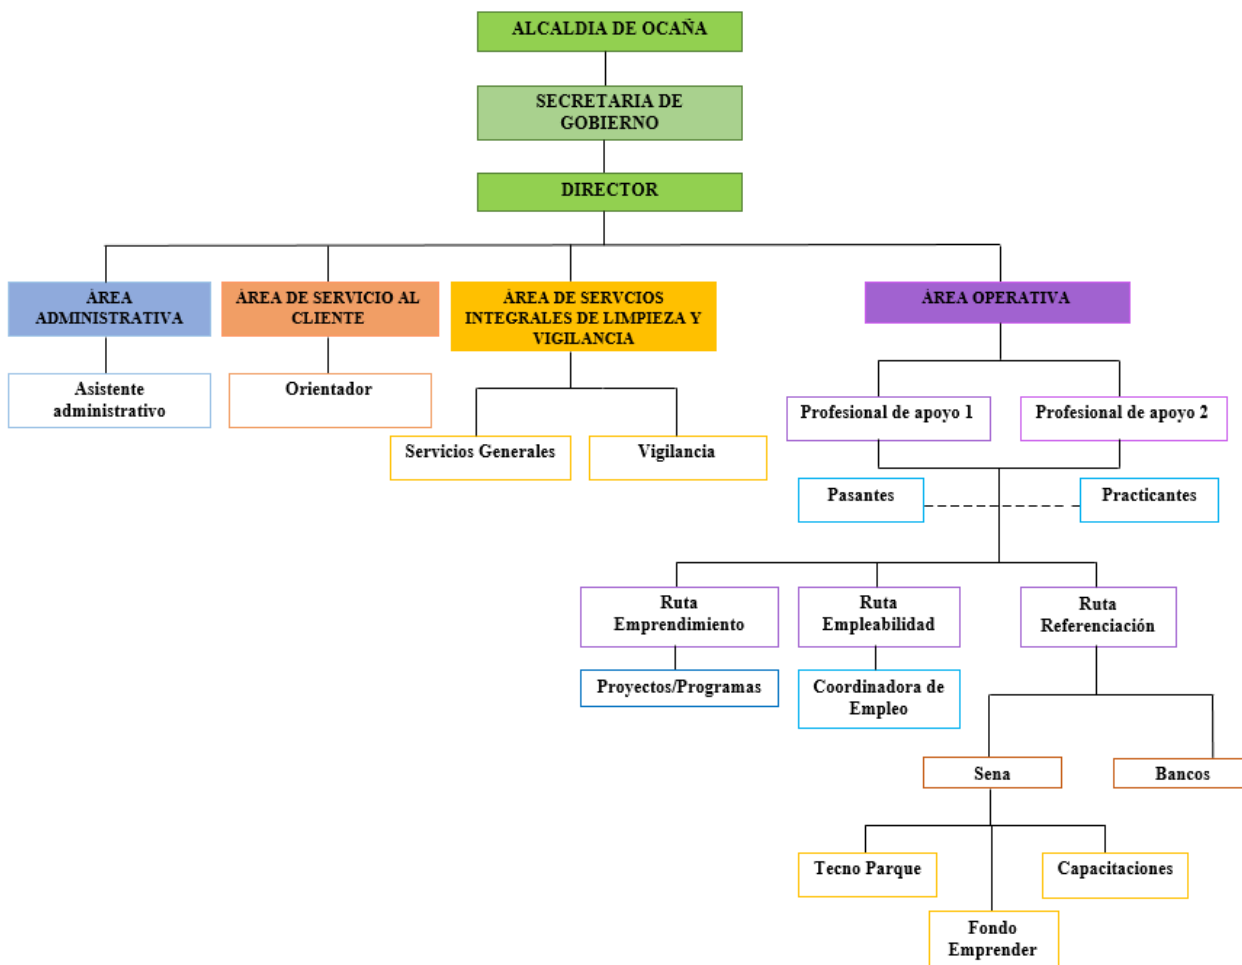 ALCALDIA DE OCAÑA
SECRETARIA DE
GOBIERNO
DIRECTOR
ÁREA
ADMINISTRATIVA
ÁREA DE SERVICIO AL
CLIENTE
ÁREA DE SERVCIOS
INTEGRALES DE LIMPIEZA Y
VIGILANCIA
ÁREA OPERATIVA
Asistente
administrativo
Orientador
Servicios Generales
Vigilancia
Profesional de apoyo 1
Profesional de apoyo 2
Pasantes
Practicantes
Ruta
Emprendimiento
Ruta
Empleabilidad
Ruta
Referenciación
Proyectos/Programas
Coordinadora de
Empleo
Sena
Bancos
Tecno Parque
Capacitaciones
Fondo
Emprender